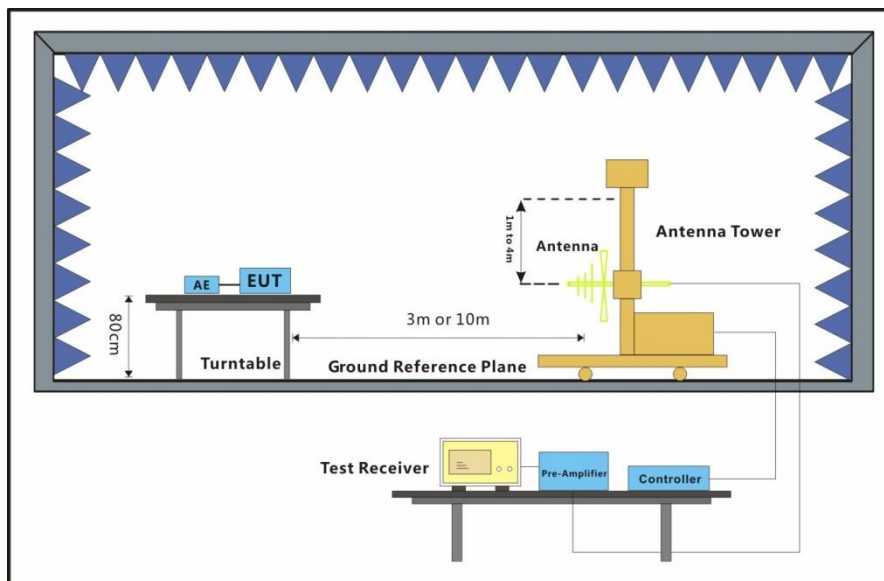 1m to 4m
Antenna
Antenna Tower
AE
EUT
80cm
3m or 10m
Turntable
Ground Reference Plane
Test Receiver
Pre-Amplifier
Controller